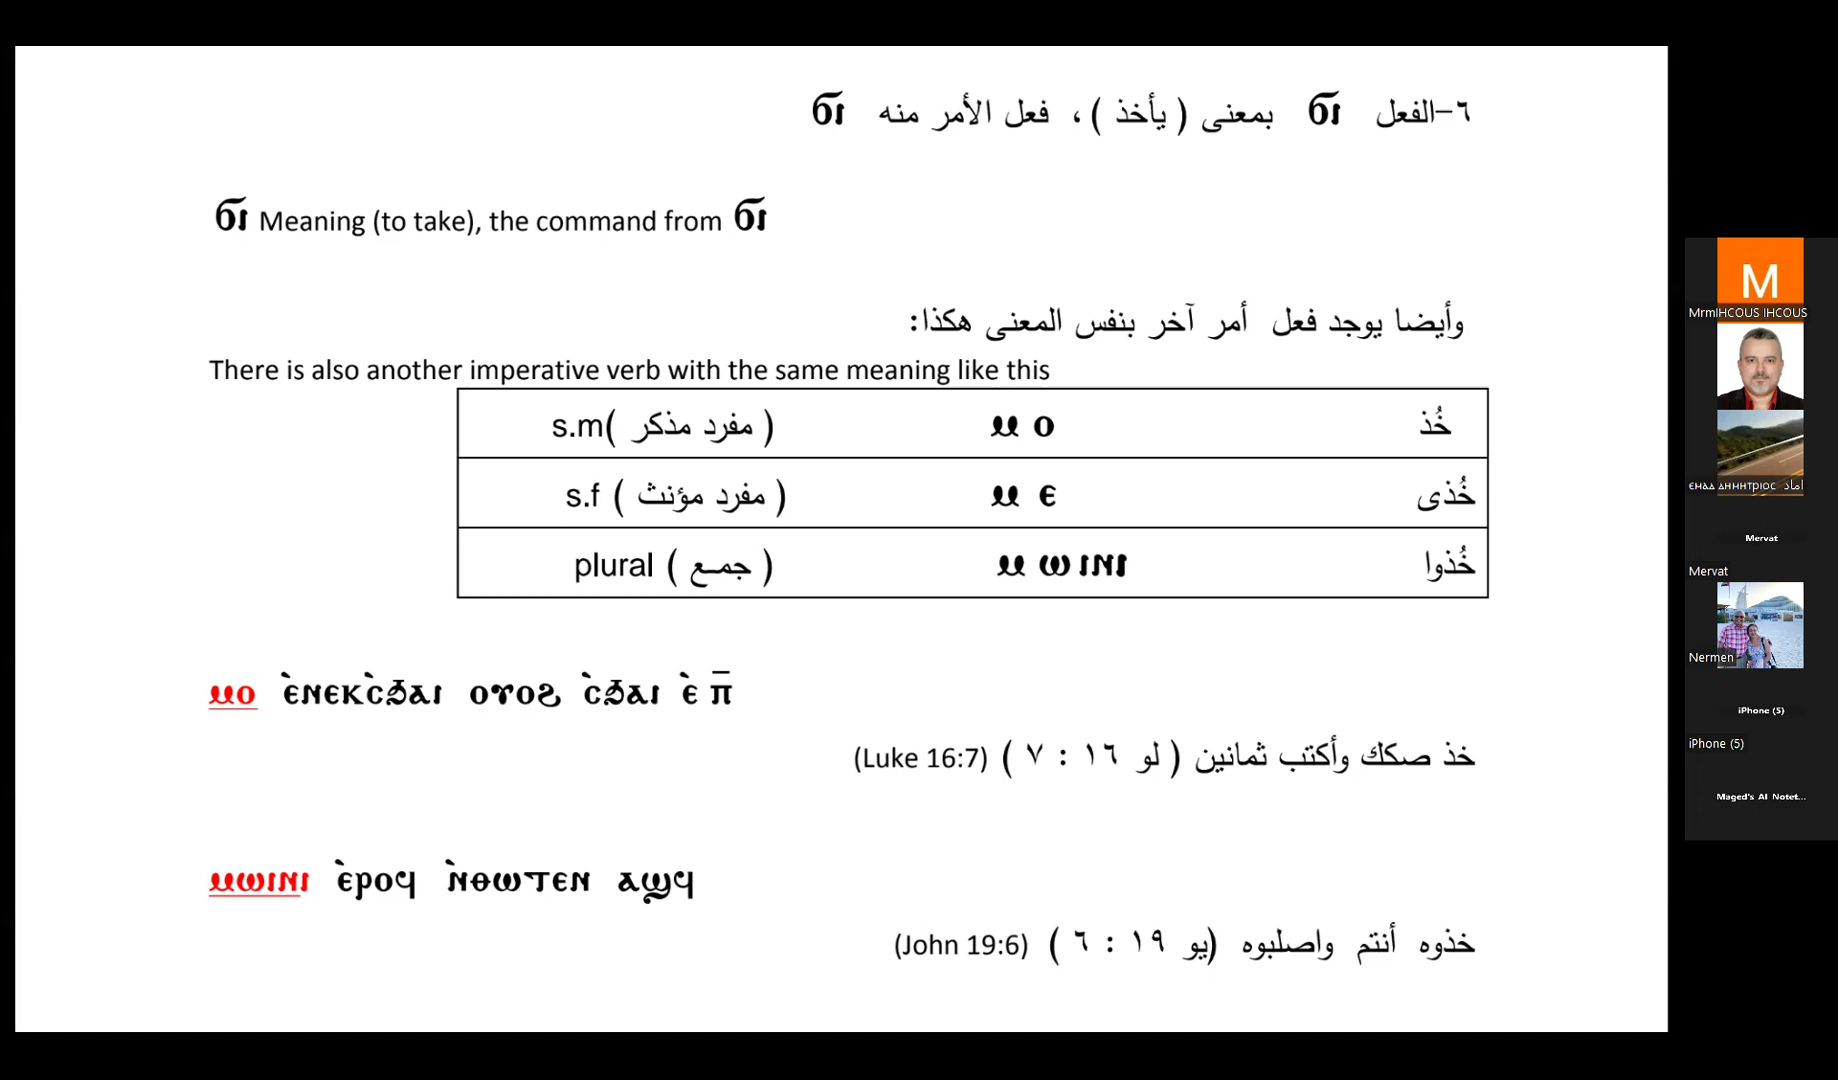 ٦-الفعل ϭⲓ بمعنى ( يأخذ ) ، فعل الأمر منه ϭⲓ
ϭⲓ Meaning (to take), the command from ϭⲓ
وأيضا يوجد فعل أمر آخر بنفس المعنى هكذا:
There is also another imperative verb with the same meaning like this
خُذ ⲙ ⲟ s.m( مفرد مذكر )
خُذى ⲙ ⲉ s.f ( مفرد مؤنث )
خُذوا ⲙ ⲱⲓⲛⲓ plural ( جمع )
ⲙⲟ ⲉ̀ⲛⲉⲕⲥ̀ϧⲁⲓ ⲟⲩⲟϩ ⲥ̀ϧⲁⲓ ⲉ̀ ⲡ̅
خذ صكك وأكتب ثمانين ( لو ١٦ : ٧ ) (Luke 16:7)
ⲙⲱⲓⲛⲓ ⲉ̀ⲣⲟϥ ⲛ̀ⲑⲱⲧⲉⲛ ⲁϣϥ
خذوه أنتم واصلبوه (يو ١٩ : ٦ ) (John 19:6)
M
MrmIHCOUS IHCOUS
Mervat
Mervat
Nermen
iPhone (5)
iPhone (5)
Maged's AI Notet...